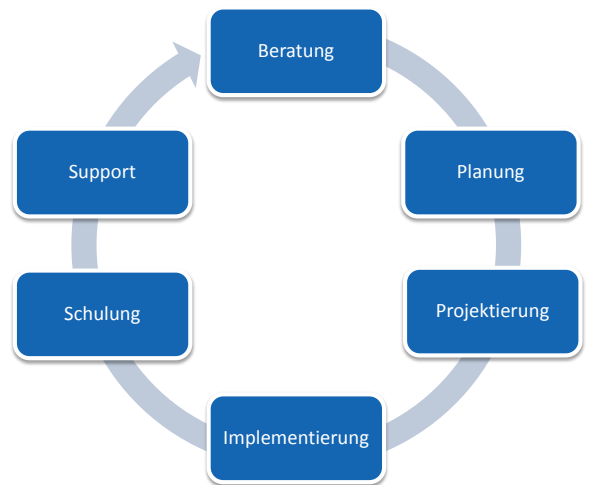 Beratung
Planung
Projektierung
Implementierung
Schulung
Support